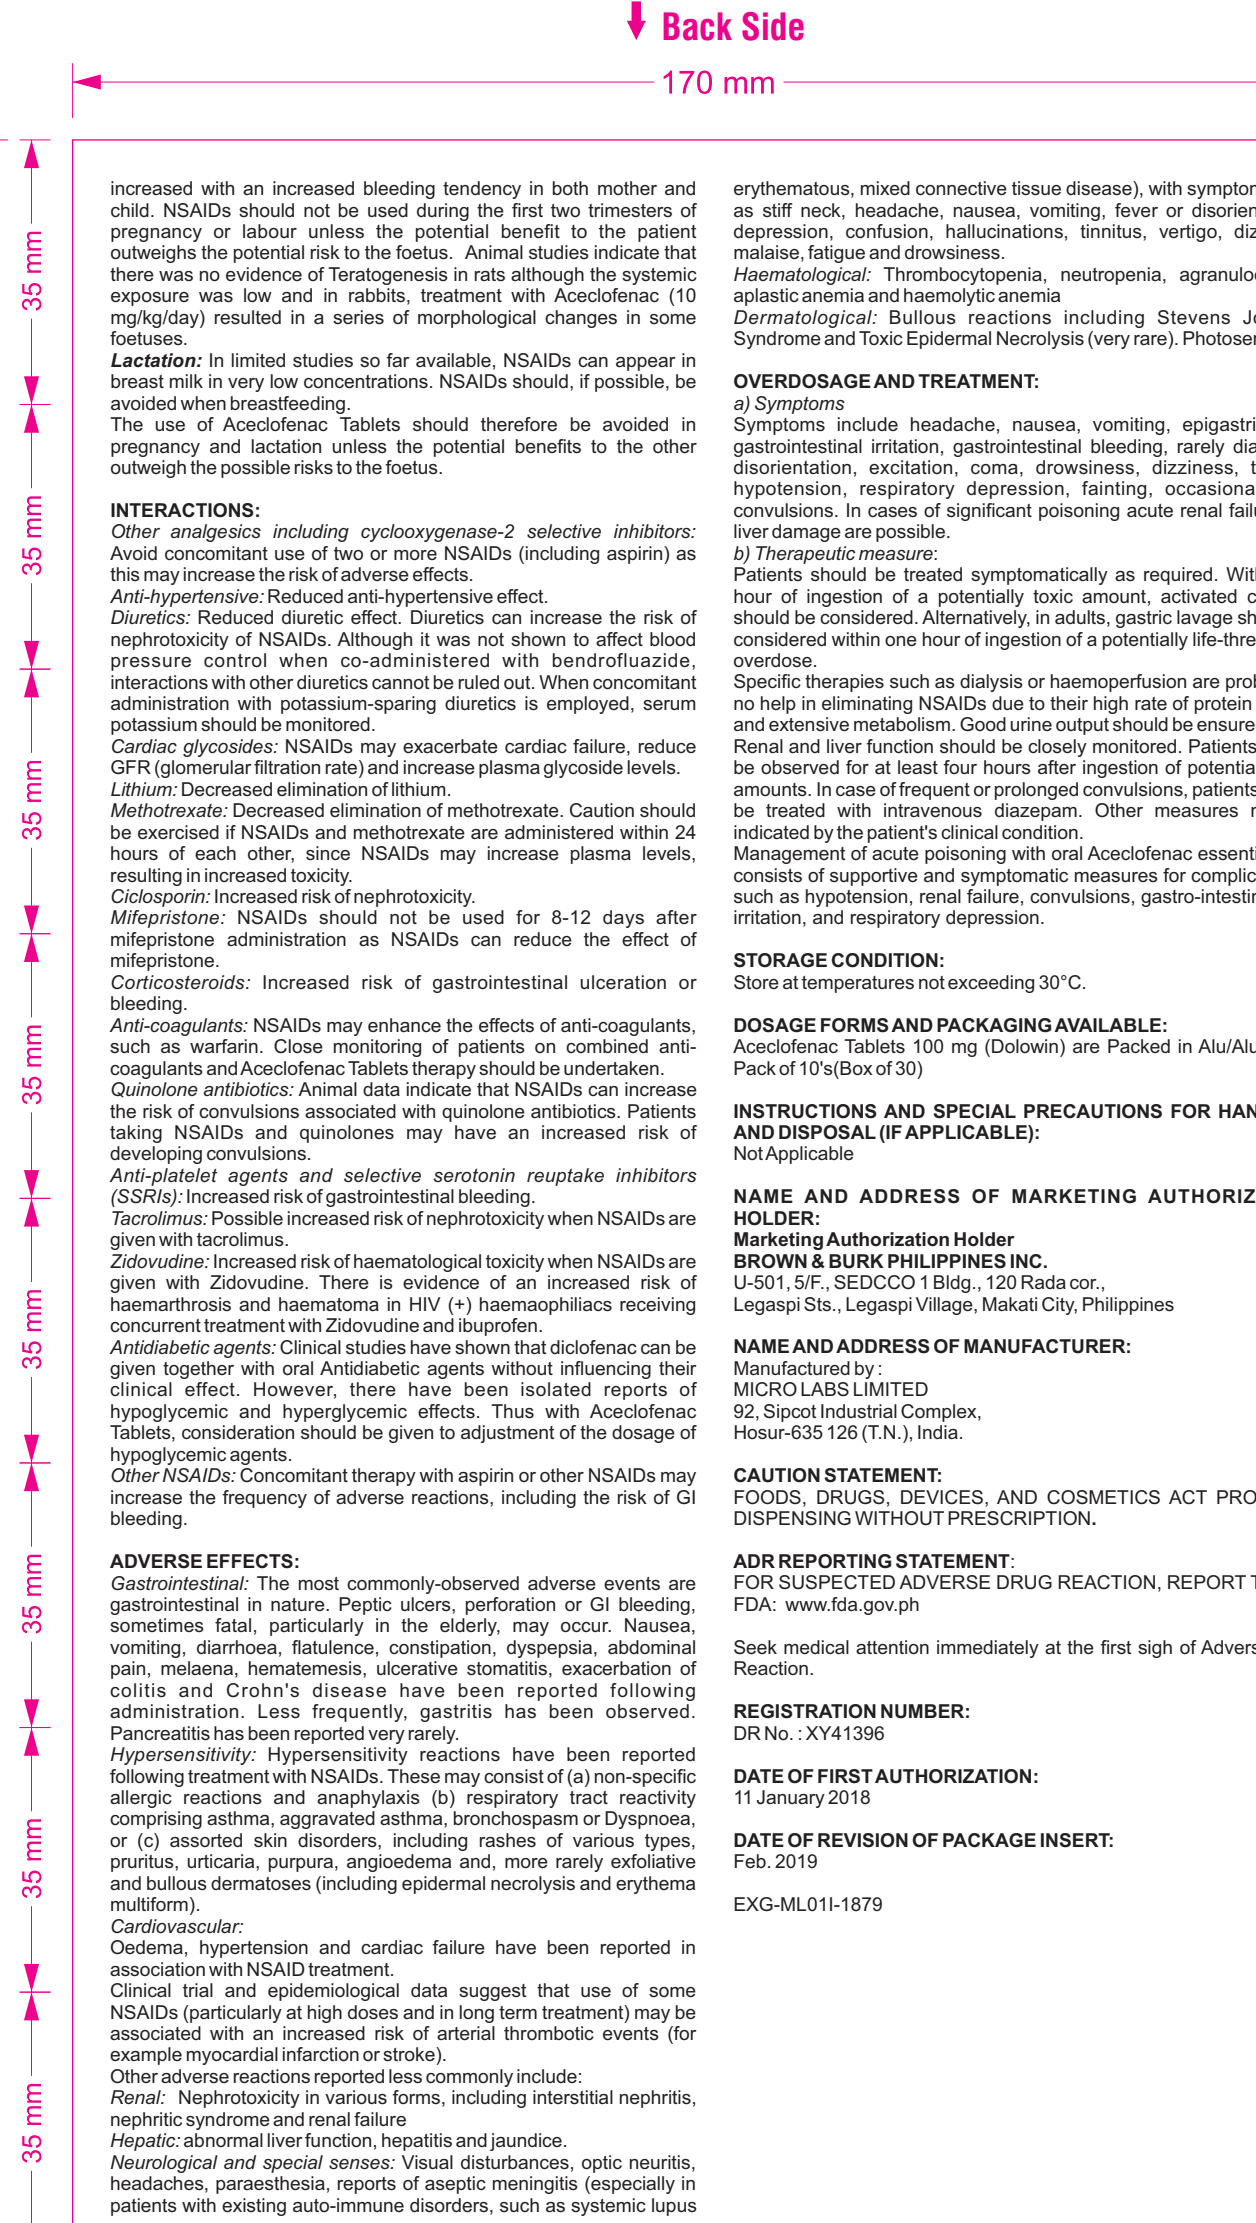 Back Side
170 mm
35 mm
35 mm
35 mm
35 mm
35 mm
35 mm
35 mm
35 mm
increased with an increased bleeding tendency in both mother and
child. NSAIDs should not be used during the first two trimesters of
pregnancy or labour unless the potential benefit to the patient
outweighs the potential risk to the foetus. Animal studies indicate that
there was no evidence of Teratogenesis in rats although the systemic
exposure was low and in rabbits, treatment with Aceclofenac (10
mg/kg/day) resulted in a series of morphological changes in some
foetuses.
Lactation: In limited studies so far available, NSAIDs can appear in
breast milk in very low concentrations. NSAIDs should, if possible, be
avoided when breastfeeding.
The use of Aceclofenac Tablets should therefore be avoided in
pregnancy and lactation unless the potential benefits to the other
outweigh the possible risks to the foetus.
INTERACTIONS:
Other analgesics including cyclooxygenase-2 selective inhibitors:
Avoid concomitant use of two or more NSAIDs (including aspirin) as
this may increase the risk of adverse effects.
Anti-hypertensive: Reduced anti-hypertensive effect.
Diuretics: Reduced diuretic effect. Diuretics can increase the risk of
nephrotoxicity of NSAIDs. Although it was not shown to affect blood
pressure control when co-administered with bendrofluazide,
interactions with other diuretics cannot be ruled out. When concomitant
administration with potassium-sparing diuretics is employed, serum
potassium should be monitored.
Cardiac glycosides: NSAIDs may exacerbate cardiac failure, reduce
GFR (glomerular filtration rate) and increase plasma glycoside levels.
Lithium: Decreased elimination of lithium.
Methotrexate: Decreased elimination of methotrexate. Caution should
be exercised if NSAIDs and methotrexate are administered within 24
hours of each other, since NSAIDs may increase plasma levels,
resulting in increased toxicity.
Ciclosporin: Increased risk of nephrotoxicity.
Mifepristone: NSAIDs should not be used for 8-12 days after
mifepristone administration as NSAIDs can reduce the effect of
mifepristone.
Corticosteroids: Increased risk of gastrointestinal ulceration or
bleeding.
Anti-coagulants: NSAIDs may enhance the effects of anti-coagulants,
such as warfarin. Close monitoring of patients on combined anti-
coagulants and Aceclofenac Tablets therapy should be undertaken.
Quinolone antibiotics: Animal data indicate that NSAIDs can increase
the risk of convulsions associated with quinolone antibiotics. Patients
taking NSAIDs and quinolones may have an increased risk of
developing convulsions.
Anti-platelet agents and selective serotonin reuptake inhibitors
(SSRIs): Increased risk of gastrointestinal bleeding.
Tacrolimus: Possible increased risk of nephrotoxicity when NSAIDs are
given with tacrolimus.
Zidovudine: Increased risk of haematological toxicity when NSAIDs are
given with Zidovudine. There is evidence of an increased risk of
haemarthrosis and haematoma in HIV (+) haemaophiliacs receiving
concurrent treatment with Zidovudine and ibuprofen.
Antidiabetic agents: Clinical studies have shown that diclofenac can be
given together with oral Antidiabetic agents without influencing their
clinical effect. However, there have been isolated reports of
hypoglycemic and hyperglycemic effects. Thus with Aceclofenac
Tablets, consideration should be given to adjustment of the dosage of
hypoglycemic agents.
Other NSAIDs: Concomitant therapy with aspirin or other NSAIDs may
increase the frequency of adverse reactions, including the risk of GI
bleeding.
ADVERSE EFFECTS:
Gastrointestinal: The most commonly-observed adverse events are
gastrointestinal in nature. Peptic ulcers, perforation or GI bleeding,
sometimes fatal, particularly in the elderly, may occur. Nausea,
vomiting, diarrhoea, flatulence, constipation, dyspepsia, abdominal
pain, melaena, hematemesis, ulcerative stomatitis, exacerbation of
colitis and Crohn's disease have been reported following
administration. Less frequently, gastritis has been observed.
Pancreatitis has been reported very rarely.
Hypersensitivity: Hypersensitivity reactions have been reported
following treatment with NSAIDs. These may consist of (a) non-specific
allergic reactions and anaphylaxis (b) respiratory tract reactivity
comprising asthma, aggravated asthma, bronchospasm or Dyspnoea,
or (c) assorted skin disorders, including rashes of various types,
pruritus, urticaria, purpura, angioedema and, more rarely exfoliative
and bullous dermatoses (including epidermal necrolysis and erythema
multiform).
Cardiovascular:
Oedema, hypertension and cardiac failure have been reported in
association with NSAID treatment.
Clinical trial and epidemiological data suggest that use of some
NSAIDs (particularly at high doses and in long term treatment) may be
associated with an increased risk of arterial thrombotic events (for
example myocardial infarction or stroke).
Other adverse reactions reported less commonly include:
Renal: Nephrotoxicity in various forms, including interstitial nephritis,
nephritic syndrome and renal failure
Hepatic: abnormal liver function, hepatitis and jaundice.
Neurological and special senses: Visual disturbances, optic neuritis,
headaches, paraesthesia, reports of aseptic meningitis (especially in
patients with existing auto-immune disorders, such as systemic lupus
erythematous, mixed connective tissue disease), with symptom
as stiff neck, headache, nausea, vomiting, fever or disorien
depression, confusion, hallucinations, tinnitus, vertigo, diz
malaise, fatigue and drowsiness.
Haematological: Thrombocytopenia, neutropenia, agranulo
aplastic anemia and haemolytic anemia
Dermatological: Bullous reactions including Stevens Jo
Syndrome and Toxic Epidermal Necrolysis (very rare). Photosen
OVERDOSAGE AND TREATMENT:
a) Symptoms
Symptoms include headache, nausea, vomiting, epigastri
gastrointestinal irritation, gastrointestinal bleeding, rarely dia
disorientation, excitation, coma, drowsiness, dizziness, t
hypotension, respiratory depression, fainting, occasiona
convulsions. In cases of significant poisoning acute renal failu
liver damage are possible.
b) Therapeutic measure:
Patients should be treated symptomatically as required. Wit
hour of ingestion of a potentially toxic amount, activated c
should be considered. Alternatively, in adults, gastric lavage sh
considered within one hour of ingestion of a potentially life-thre
overdose.
Specific therapies such as dialysis or haemoperfusion are prob
no help in eliminating NSAIDs due to their high rate of protein
and extensive metabolism. Good urine output should be ensure
Renal and liver function should be closely monitored. Patients
be observed for at least four hours after ingestion of potentia
amounts. In case of frequent or prolonged convulsions, patients
be treated with intravenous diazepam. Other measures m
indicated by the patient's clinical condition.
Management of acute poisoning with oral Aceclofenac essenti
consists of supportive and symptomatic measures for complic
such as hypotension, renal failure, convulsions, gastro-intestin
irritation, and respiratory depression.
STORAGE CONDITION:
Store at temperatures not exceeding 30°C.
DOSAGE FORMS AND PACKAGING AVAILABLE:
Aceclofenac Tablets 100 mg (Dolowin) are Packed in Alu/Alu
Pack of 10's(Box of 30)
INSTRUCTIONS AND SPECIAL PRECAUTIONS FOR HAN
AND DISPOSAL (IF APPLICABLE):
Not Applicable
NAME AND ADDRESS OF MARKETING AUTHORIZ
HOLDER:
Marketing Authorization Holder
BROWN & BURK PHILIPPINES INC.
U-501, 5/F., SEDCCO 1 Bldg., 120 Rada cor.,
Legaspi Sts., Legaspi Village, Makati City, Philippines
NAME AND ADDRESS OF MANUFACTURER:
Manufactured by :
MICRO LABS LIMITED
92, Sipcot Industrial Complex,
Hosur-635 126 (T.N.), India.
CAUTION STATEMENT:
FOODS, DRUGS, DEVICES, AND COSMETICS ACT PRO
DISPENSING WITHOUT PRESCRIPTION.
ADR REPORTING STATEMENT:
FOR SUSPECTED ADVERSE DRUG REACTION, REPORT T
FDA: www.fda.gov.ph
Seek medical attention immediately at the first sigh of Advers
Reaction.
REGISTRATION NUMBER:
DR No. : XY41396
DATE OF FIRST AUTHORIZATION:
11 January 2018
DATE OF REVISION OF PACKAGE INSERT:
Feb. 2019
EXG-ML01I-1879